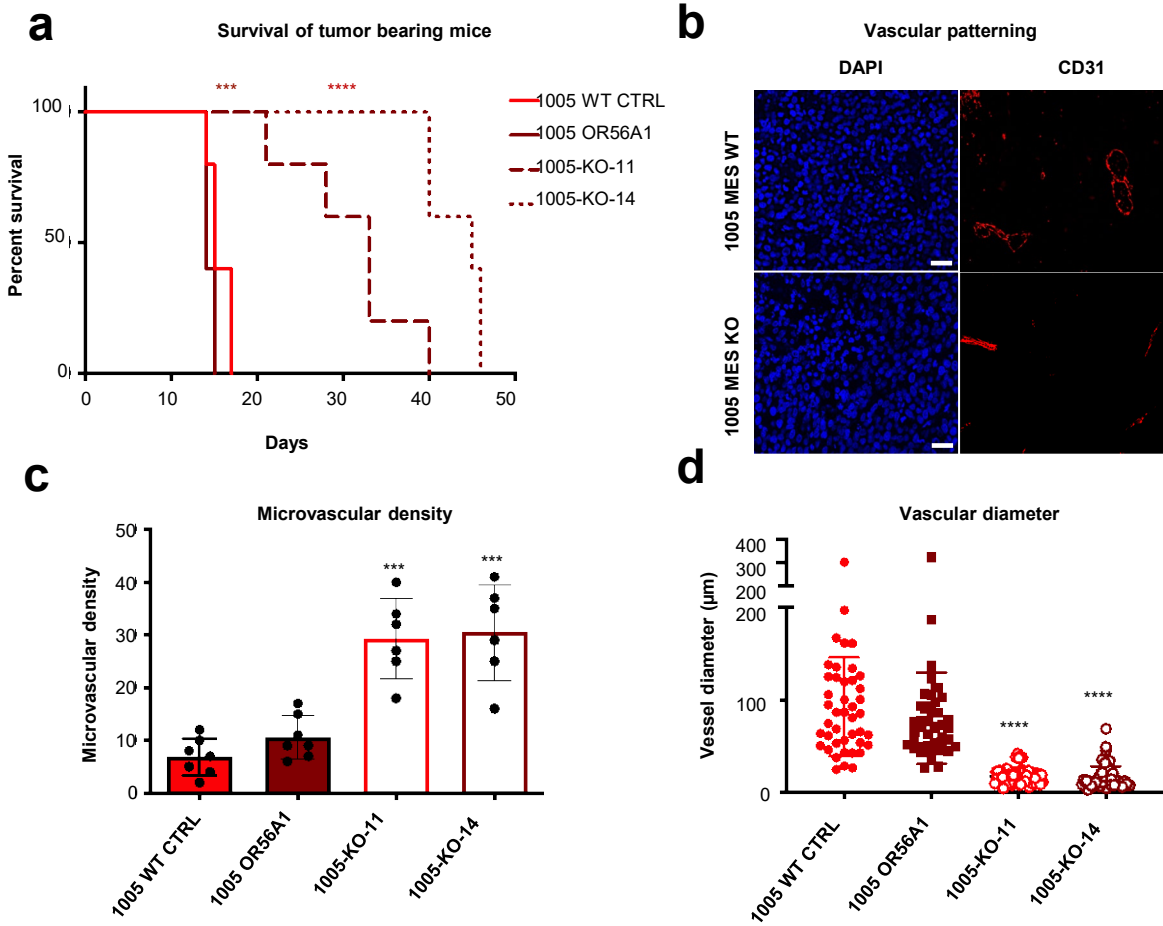 a
Survival of tumor bearing mice
***
****
100
50
0
Percent survival
0 10 20 30 40 50
Days
1005 WT CTRL
1005 OR56A1
1005-KO-11
1005-KO-14
b
Vascular patterning
DAPI
CD31
1005 MES WT
1005 MES KO
c
Microvascular density
50
40
30
20
10
0
Microvascular density
***
***
1005 WT CTRL
1005 OR56A1
1005-KO-11
1005-KO-14
d
Vascular diameter
400
300
200
200
100
0
Vessel diameter (µm)
****
****
1005 WT CTRL
1005 OR56A1
1005-KO-11
1005-KO-14